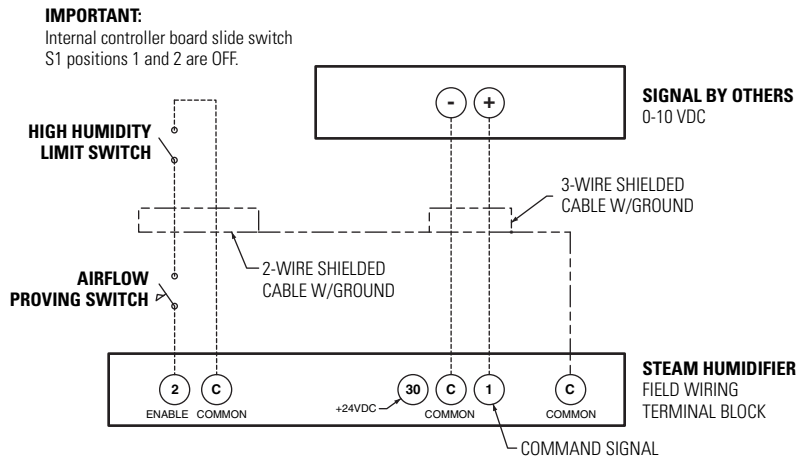 IMPORTANT:
Internal controller board slide switch
S1 positions 1 and 2 are OFF.
- +
SIGNAL BY OTHERS
0-10 VDC
HIGH HUMIDITY
LIMIT SWITCH
3-WIRE SHIELDED
CABLE W/GROUND
2-WIRE SHIELDED
CABLE W/GROUND
AIRFLOW
PROVING SWITCH
STEAM HUMIDIFIER
FIELD WIRING
TERMINAL BLOCK
2 C 30 C 1 C
+24VDC
ENABLE COMMON COMMON COMMON
COMMAND SIGNAL